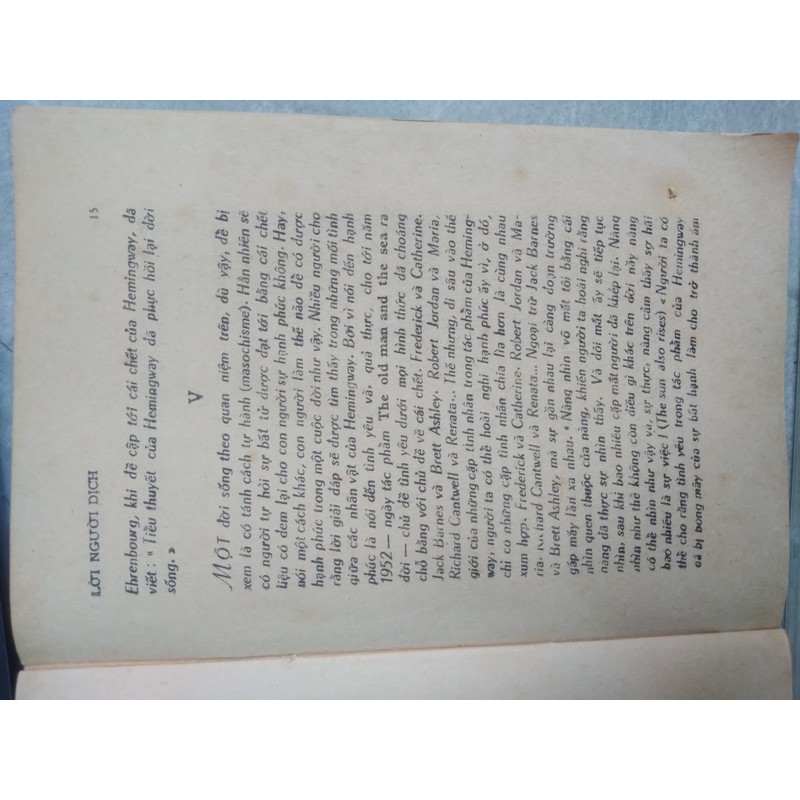 LỜI NGƯỜI DỊCH 15
Ehrenbourg, khi đề cập tới cái chết của Hemingway, đã
viết : « Tiểu thuyết của Hemingway đã phục hồi lại đời
sống. »
V
MỘT đời sống theo quan niệm trên, dù vậy, dễ bị
xem là có tánh cách tự hành (masochisme). Hẳn nhiên sẽ
có người tự hỏi sự bất tử được đạt tới bằng cái chết
liệu có đem lại cho con người sự hạnh phúc không. Hay,
nói một cách khác, con người làm thế nào để có được
hạnh phúc trong một cuộc đời như vậy. Nhiều người cho
rằng lời giải đáp sẽ được tìm thấy trong những mối tình
giữa các nhân vật của Hemingway. Bởi vì nói đến hạnh
phúc là nói đến tình yêu và. quả thực, cho tới năm
1952 — ngày tác phẩm The old man and the sea ra
đời — chủ đề tình yêu dưới mọi hình thức đã choáng
chỗ bằng với chủ đề về cái chết. Frederick và Catherine.
Jack Barnes và Brett Ashley. Robert Jordan và Maria.
Richard Cantwell và Renata... Thế nhưng, đi sâu vào thế
giới của những cặp tình nhân trong tác phẩm của Heming-
way, người ta có thể hoài nghi hạnh phúc ấy vì, ở đó,
chỉ có những cặp tình nhân chia lìa hơn là cùng nhau
xum hợp. Frederick và Catherine. Robert Jordan và Ma-
ria. Richard Cantwell và Renata... Ngoại trừ Jack Barnes
và Brett Ashley, mà sự gần nhau lại càng đoạn trường
gấp mấy lần xa nhau. « Nàng nhìn võ mắt tôi bằng cái
nhìn quen thuộc của nàng, khiến người ta hoài nghi rằng
nàng đã thực sự nhìn thấy. Và đôi mắt ấy sẽ tiếp tục
nhìn, sau khi bao nhiêu cặp mắt người đã khép lại. Nàng
nhìn như thể không còn điều gì khác trên đời nầy nàng
có thể nhìn như vậy và, sự thực, nàng cảm thấy sợ hãi
bao nhiêu là sự việc ! (The sun also rises) « Người ta có
thể cho rằng tình yêu trong tác phẩm của Hemingway
đã bị bóng mây của sự bất hạnh làm cho trở thành ảm